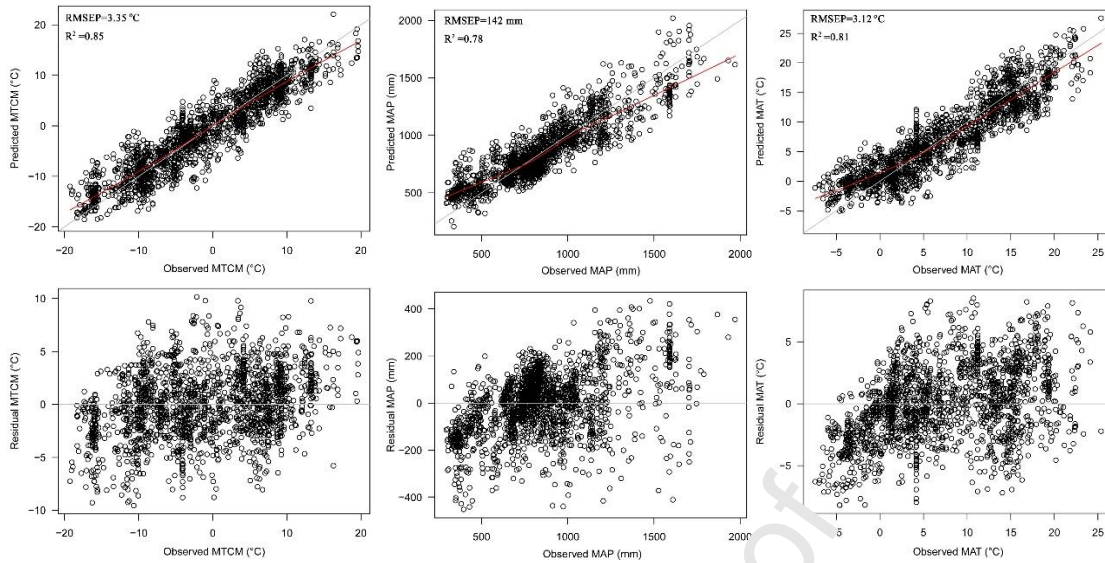 RMSEP=3.35 °C
R² =0.85
20
10
0
−10
−20
Predicted MTCM (°C)
−20 −10 0 10 20
Observed MTCM (°C)
RMSEP=142 mm
R² =0.78
2000
1500
1000
500
Predicted MAP (mm)
500 1000 1500 2000
Observed MAP (mm)
RMSEP=3.12 °C
R² =0.81
25
20
15
10
5
0
−5
Predicted MAT (°C)
−5 0 5 10 15 20 25
Observed MAT (°C)
10
5
0
−5
−10
Residual MTCM (°C)
−20 −10 0 10 20
Observed MTCM (°C)
400
200
0
−200
−400
Residual MAP (mm)
500 1000 1500 2000
Observed MAP (mm)
5
0
−5
Residual MAT (°C)
−5 0 5 10 15 20 25
Observed MAT (°C)
of